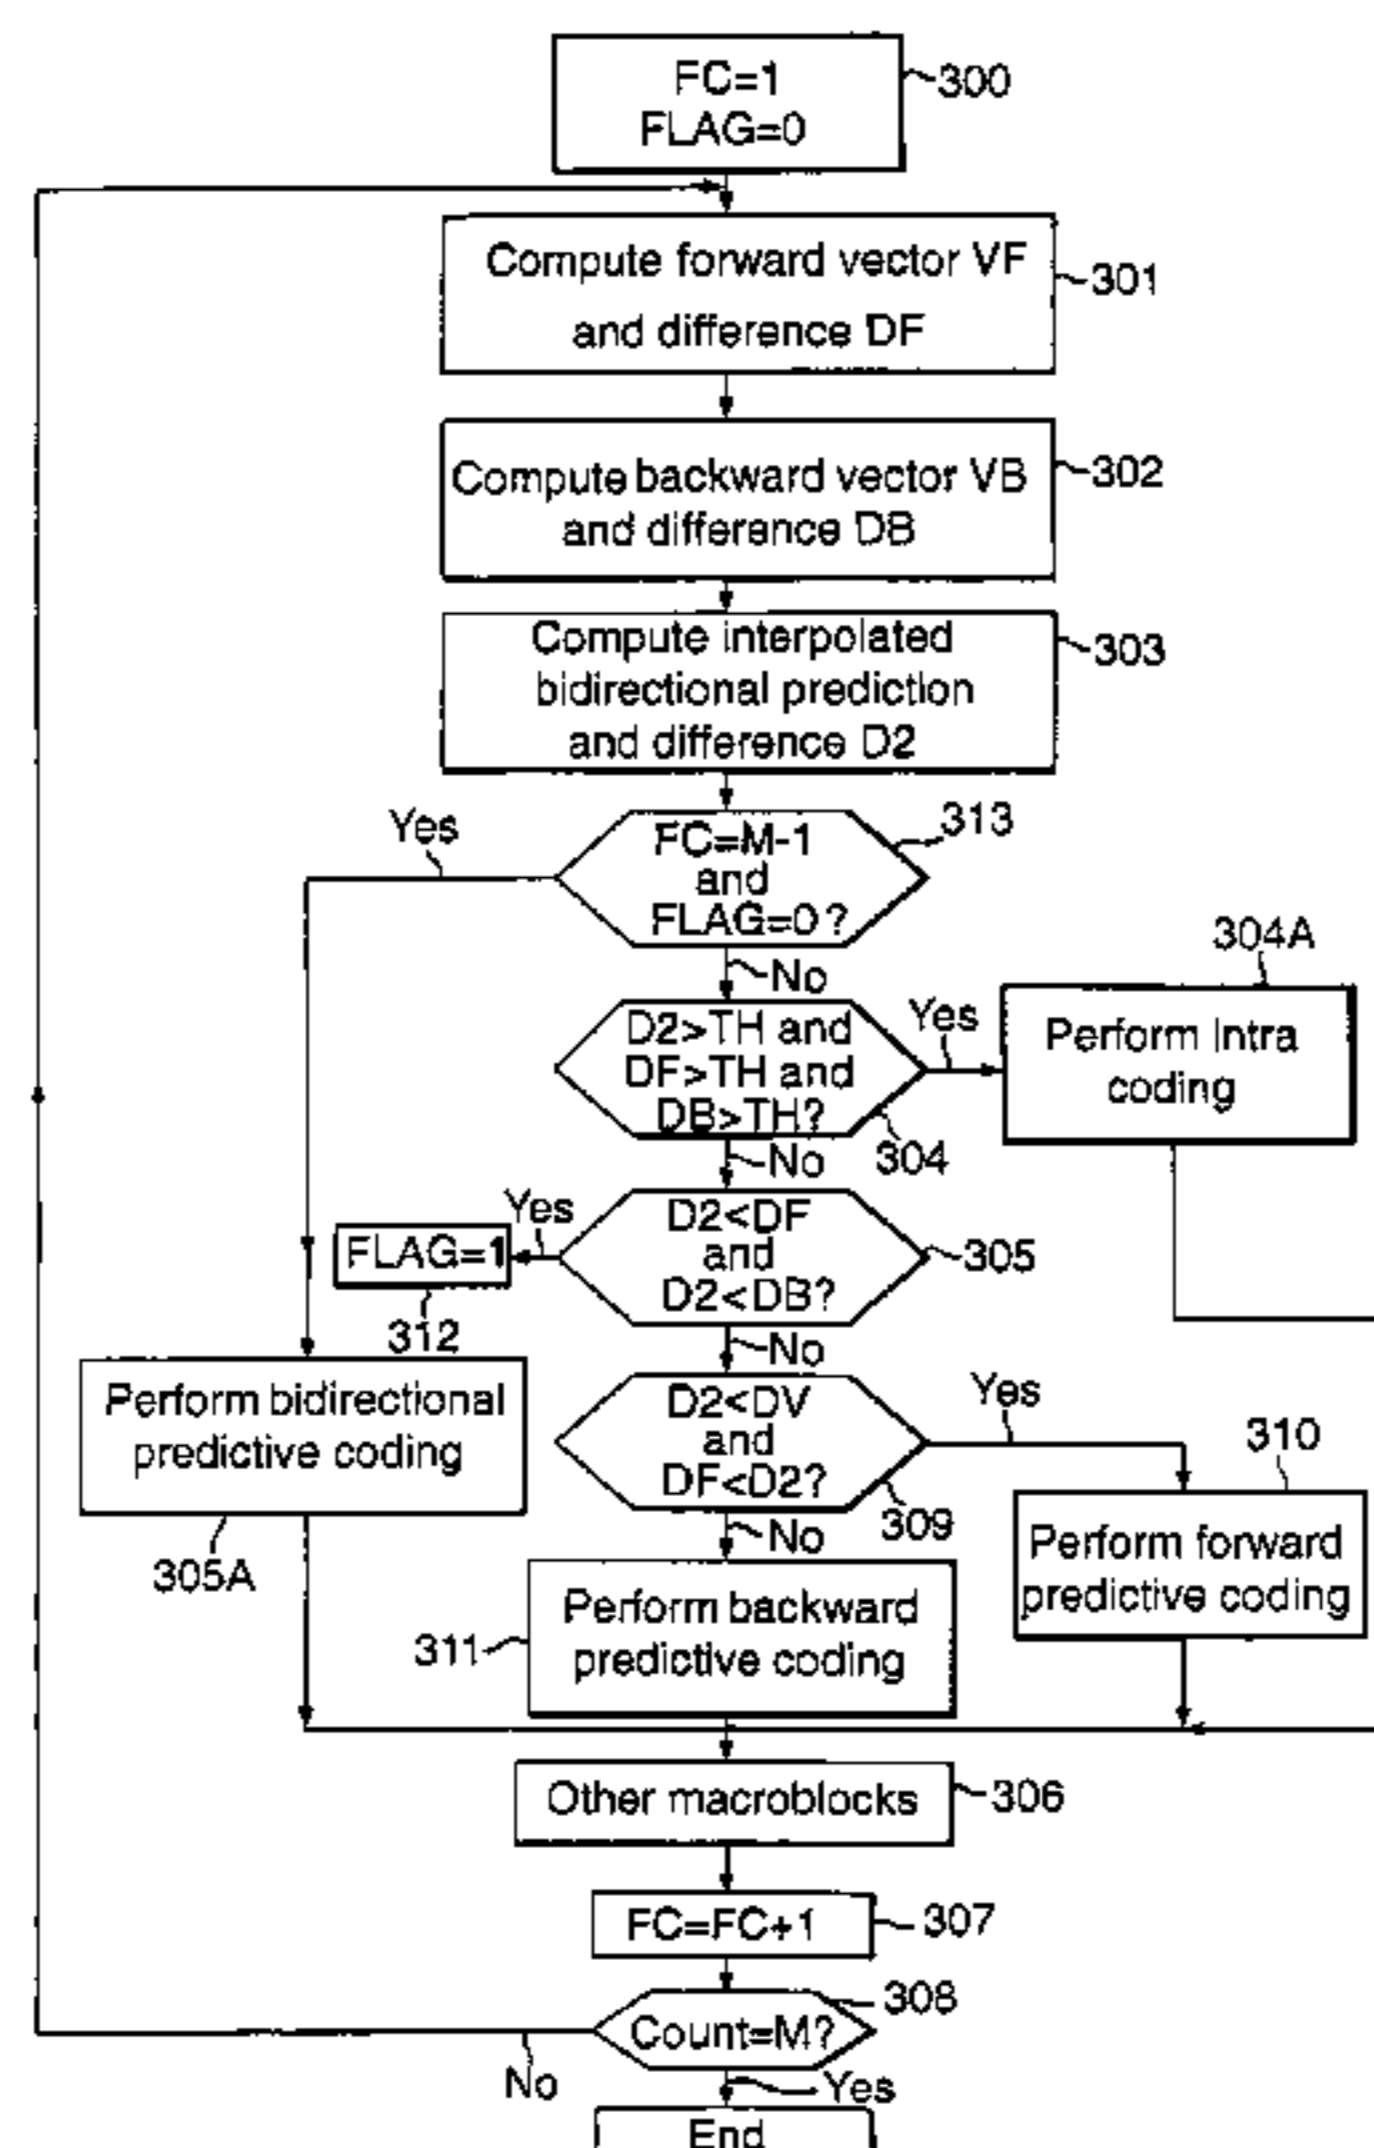 FC=1
FLAG=0
300
Compute forward vector VF
and difference DF
301
Compute backward vector VB
and difference DB
302
Compute interpolated
bidirectional prediction
and difference D2
303
Yes
FC=M-1
and
FLAG=0?
313
No
304A
D2>TH and
DF>TH and
DB>TH?
Yes
Perform Intra
coding
304
No
Yes
D2<DF
and
D2<DB?
305
FLAG=1
312
No
Perform bidirectional
predictive coding
305A
D2<DV
and
DF<D2?
Yes
309
310
No
Perform forward
predictive coding
Perform backward
predictive coding
311
Other macroblocks
306
FC=FC+1
307
308
Count=M?
No
Yes
End